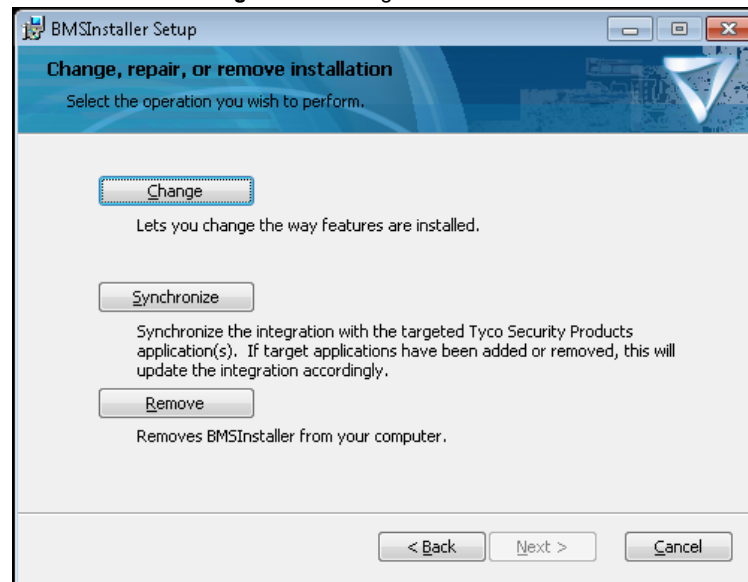 BMSInstaller Setup
Change, repair, or remove installation
Select the operation you wish to perform.
Change
Lets you change the way features are installed.
Synchronize
Synchronize the integration with the targeted Tyco Security Products
application(s). If target applications have been added or removed, this will
update the integration accordingly.
Remove
Removes BMSInstaller from your computer.
< Back
Next >
Cancel